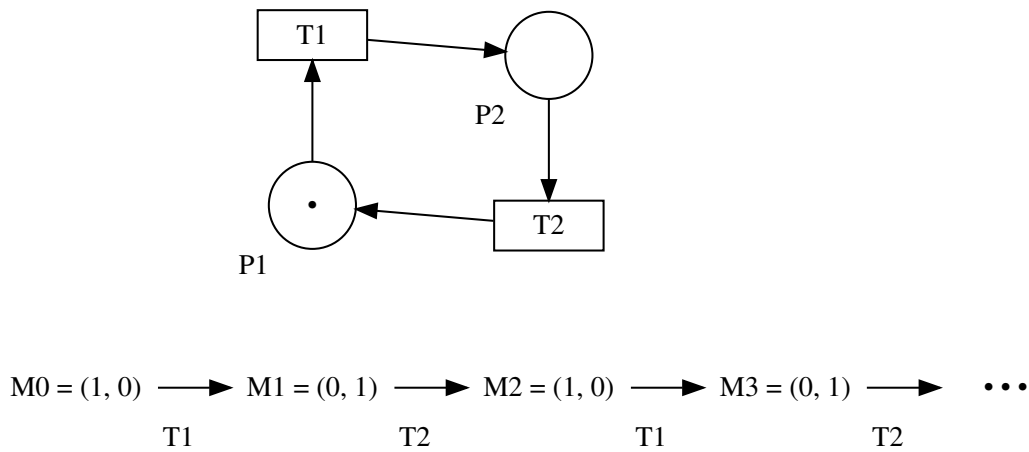 T1
P2
T2
P1
M0 = (1, 0) M1 = (0, 1) M2 = (1, 0) M3 = (0, 1) •••
T1 T2 T1 T2